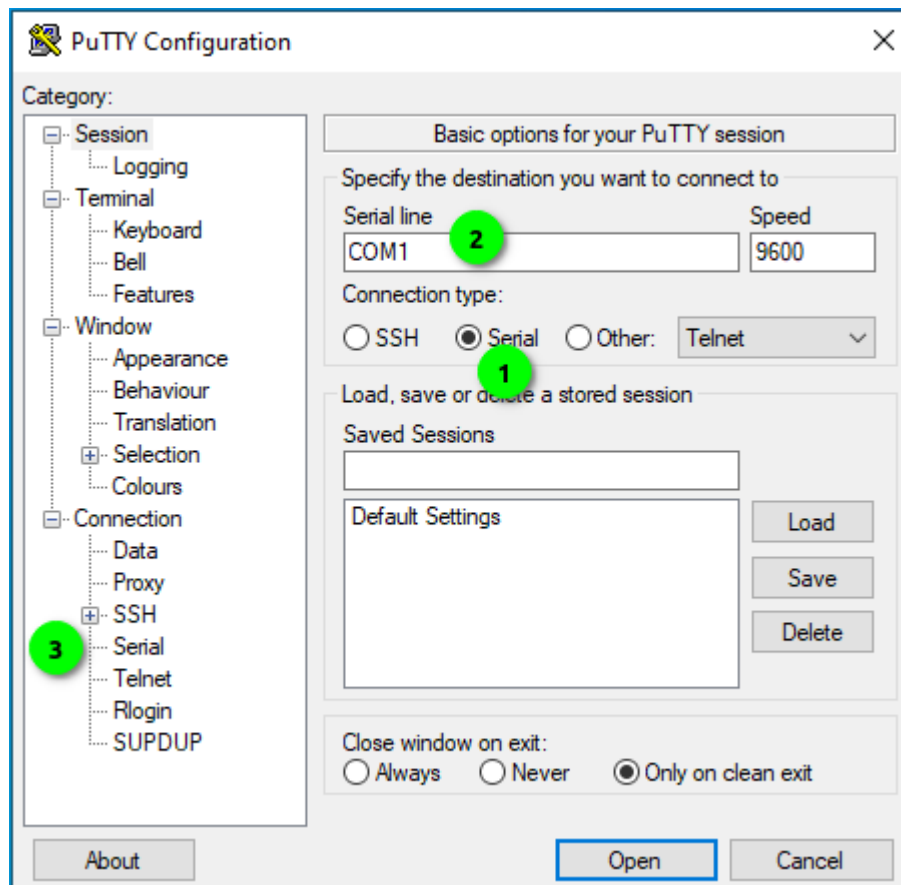 PuTTY Configuration
Category:
Session
Logging
Terminal
Keyboard
Bell
Features
Window
Appearance
Behaviour
Translation
Selection
Colours
Connection
Data
Proxy
SSH
3 Serial
Telnet
Rlogin
SUPDUP
Basic options for your PuTTY session
Specify the destination you want to connect to
Serial line Speed
2
COM1 9600
Connection type:
SSH Serial Other: Telnet
1
Load, save or delete a stored session
Saved Sessions
Default Settings
Load
Save
Delete
Close window on exit:
Always Never Only on clean exit
About Open Cancel